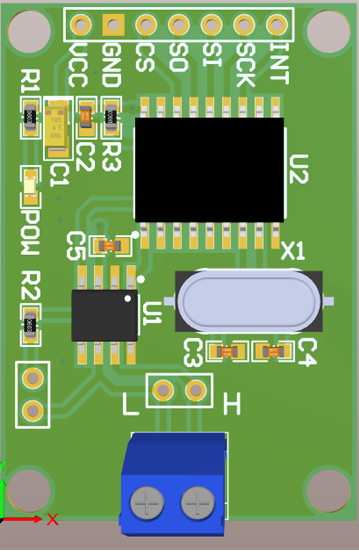 VCC GND CS SO SI SCK INT
R1
C1
C2
R3
U2
POW
C5
X1
R2
U1
C3
C4
L
H
X